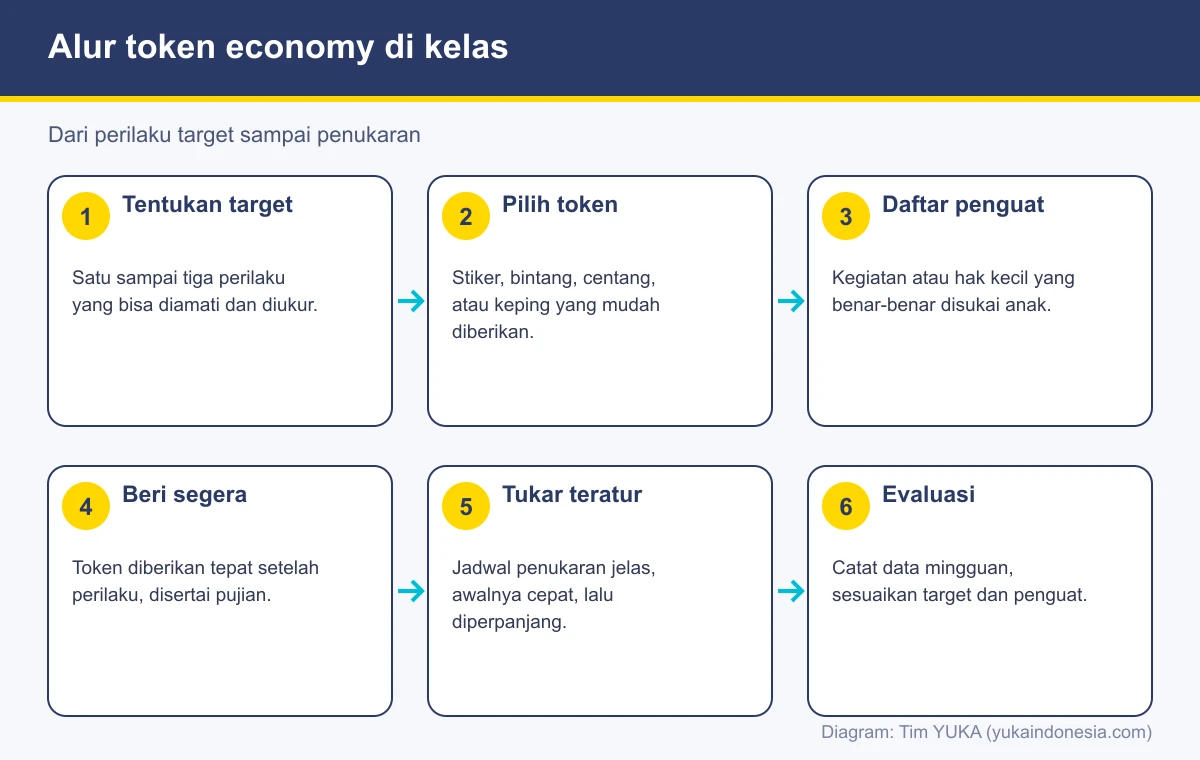 Alur token economy di kelas
Dari perilaku target sampai penukaran
1
Tentukan target
Satu sampai tiga perilaku
yang bisa diamati dan diukur.
2
Pilih token
Stiker, bintang, centang,
atau keping yang mudah
diberikan.
3
Daftar penguat
Kegiatan atau hak kecil yang
benar-benar disukai anak.
4
Beri segera
Token diberikan tepat setelah
perilaku, disertai pujian.
5
Tukar teratur
Jadwal penukaran jelas,
awalnya cepat, lalu
diperpanjang.
6
Evaluasi
Catat data mingguan,
sesuaikan target dan penguat.
Diagram: Tim YUKA (yukaindonesia.com)